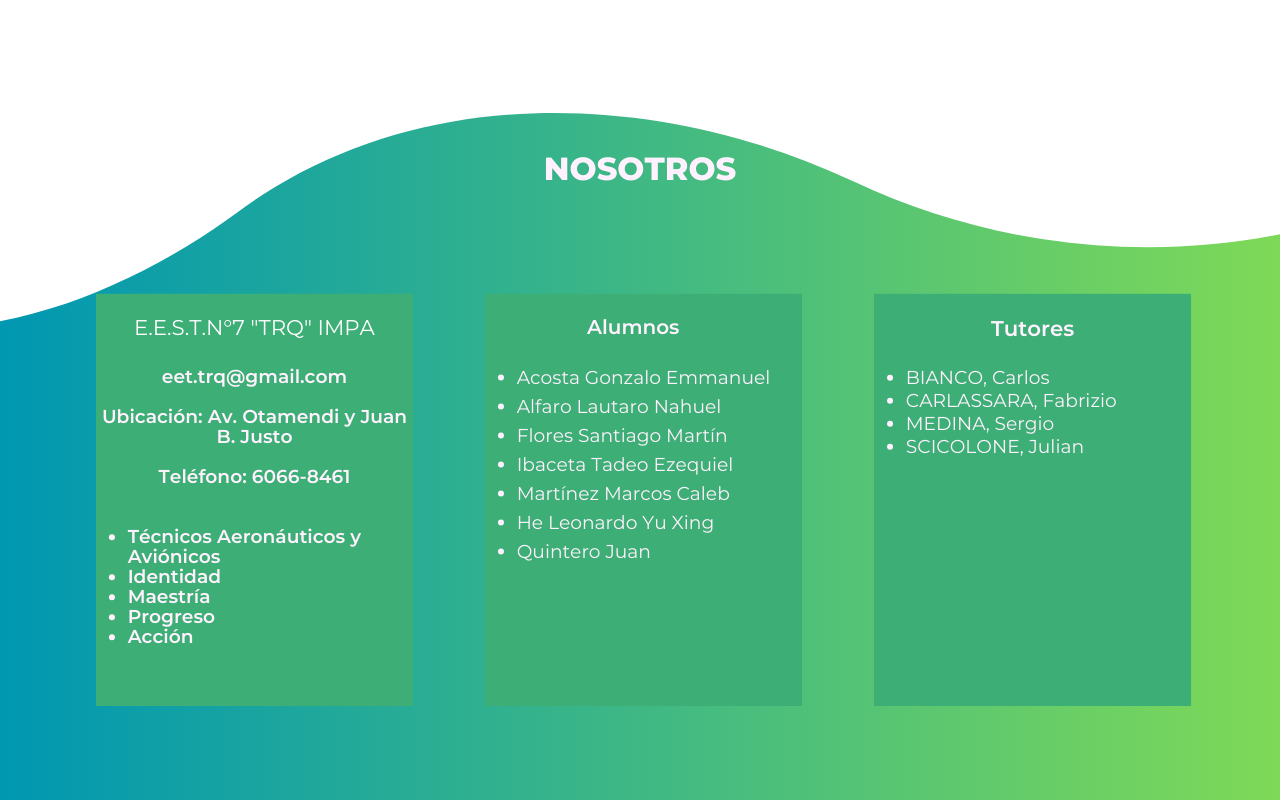 NOSOTROS
E.E.S.T.N°7 "TRQ" IMPA
eet.trq@gmail.com
Ubicación: Av. Otamendi y Juan
B. Justo
Teléfono: 6066-8461
• Técnicos Aeronáuticos y
Aviónicos
• Identidad
• Maestría
• Progreso
• Acción
Alumnos
• Acosta Gonzalo Emmanuel
• Alfaro Lautaro Nahuel
• Flores Santiago Martín
• Ibaceta Tadeo Ezequiel
• Martínez Marcos Caleb
• He Leonardo Yu Xing
• Quintero Juan
Tutores
• BIANCO, Carlos
• CARLASSARA, Fabrizio
• MEDINA, Sergio
• SCICOLONE, Julian